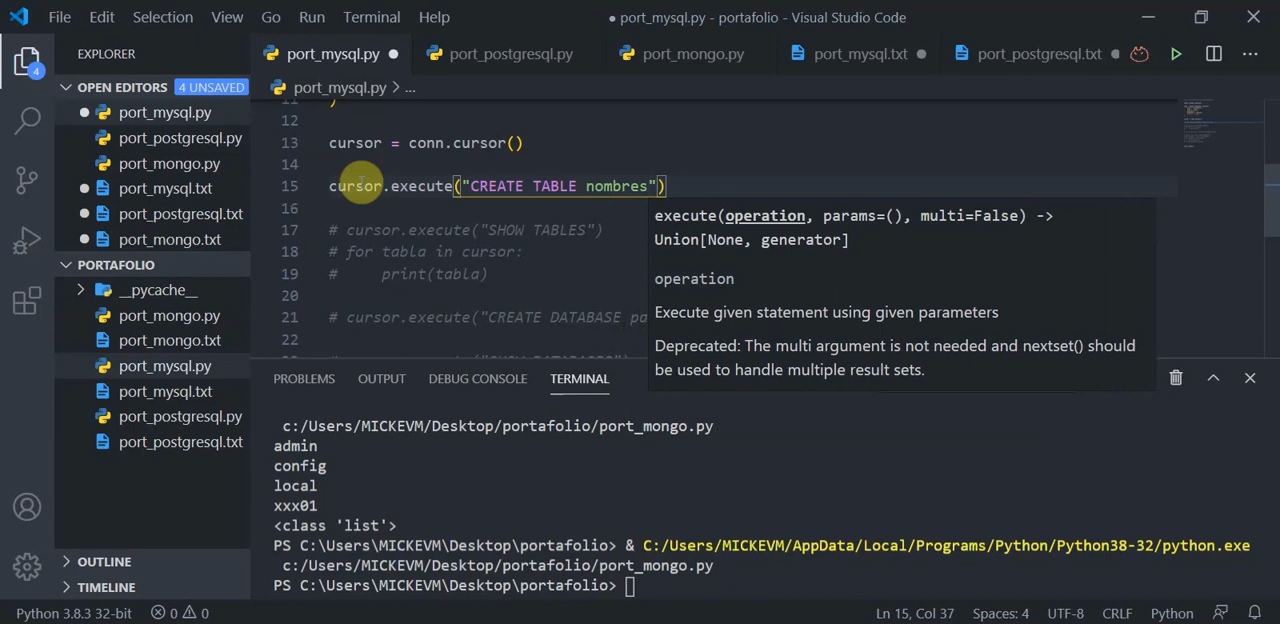 File Edit Selection View Go Run Terminal Help
● port_mysql.py - portafolio - Visual Studio Code
EXPLORER
port_mysql.py ● port_postgresql.py port_mongo.py port_mysql.txt ● port_postgresql.txt ●
4
OPEN EDITORS 4 UNSAVED
port_mysql.py > ...
port_mysql.py
port_postgresql.py
port_mongo.py
port_mysql.txt
port_postgresql.txt
port_mongo.txt
PORTAFOLIO
__pycache__
port_mongo.py
port_mongo.txt
port_mysql.py
port_mysql.txt
port_postgresql.py
port_postgresql.txt
OUTLINE
TIMELINE
11 )
12
13 cursor = conn.cursor()
14
15 cursor.execute("CREATE TABLE nombres")
16
17 # cursor.execute("SHOW TABLES")
18 # for tabla in cursor:
19 #     print(tabla)
20
21 # cursor.execute("CREATE DATABASE pa
22
execute(operation, params=(), multi=False) ->
Union[None, generator]
operation
Execute given statement using given parameters
Deprecated: The multi argument is not needed and nextset() should
be used to handle multiple result sets.
PROBLEMS OUTPUT DEBUG CONSOLE TERMINAL
c:/Users/MICKEVM/Desktop/portafolio/port_mongo.py
admin
config
local
xxx01
<class 'list'>
PS C:\Users\MICKEVM\Desktop\portafolio> & C:/Users/MICKEVM/AppData/Local/Programs/Python/Python38-32/python.exe
c:/Users/MICKEVM/Desktop/portafolio/port_mongo.py
PS C:\Users\MICKEVM\Desktop\portafolio>
Python 3.8.3 32-bit 0 0 Ln 15, Col 37 Spaces: 4 UTF-8 CRLF Python